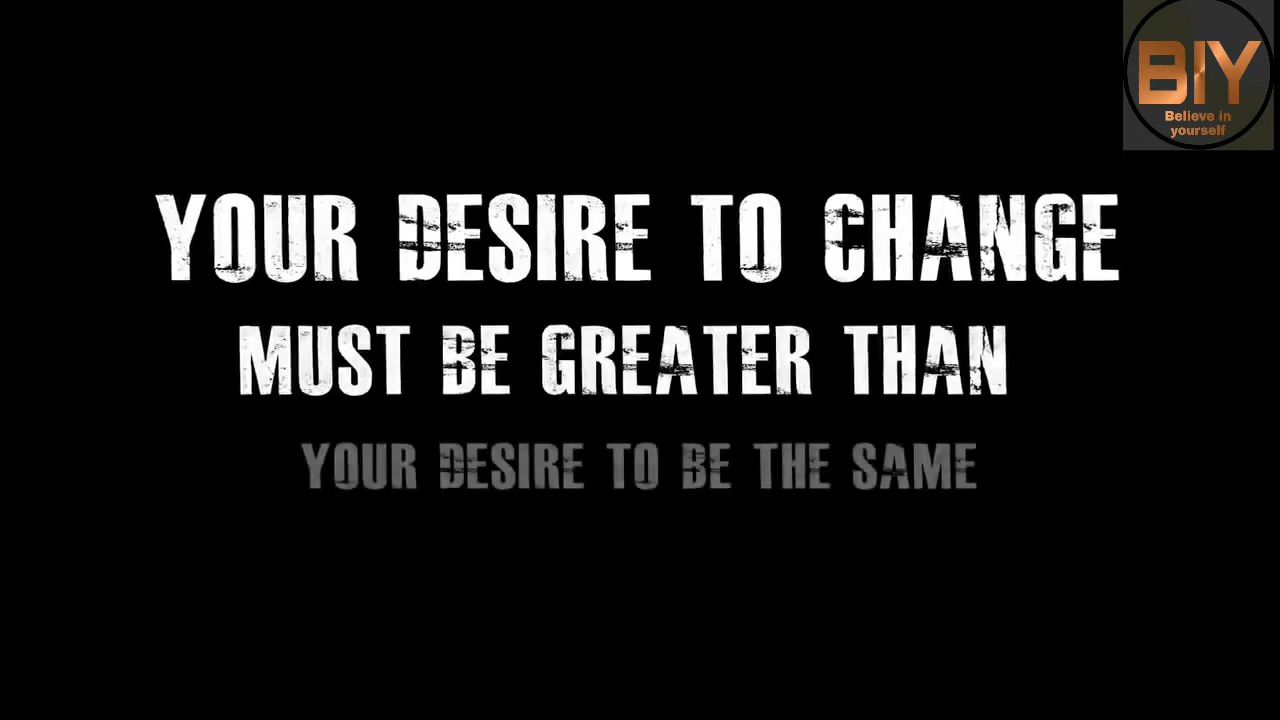 BIY
Believe in
yourself
YOUR DESIRE TO CHANGE
MUST BE GREATER THAN
YOUR DESIRE TO BE THE SAME